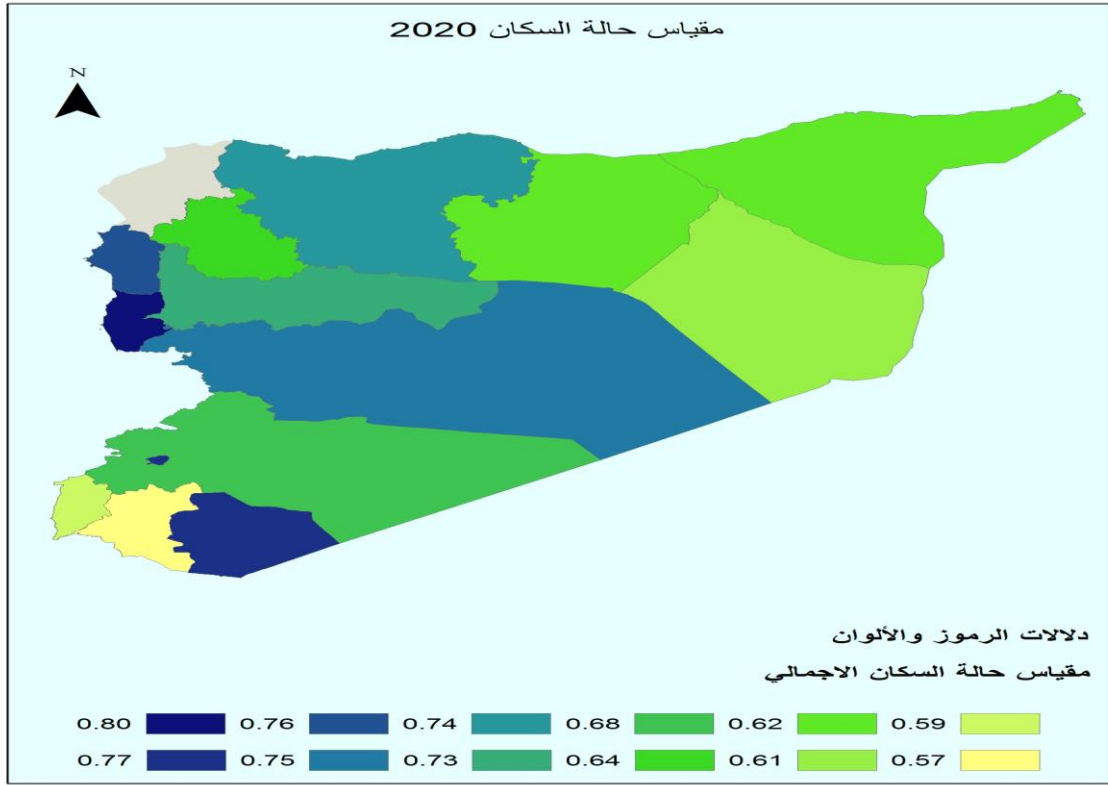 مقياس حالة السكان 2020
N
دلالات الرموز والألوان
مقياس حالة السكان الاجمالي
0.80 0.76 0.74 0.68 0.62 0.59
0.77 0.75 0.73 0.64 0.61 0.57